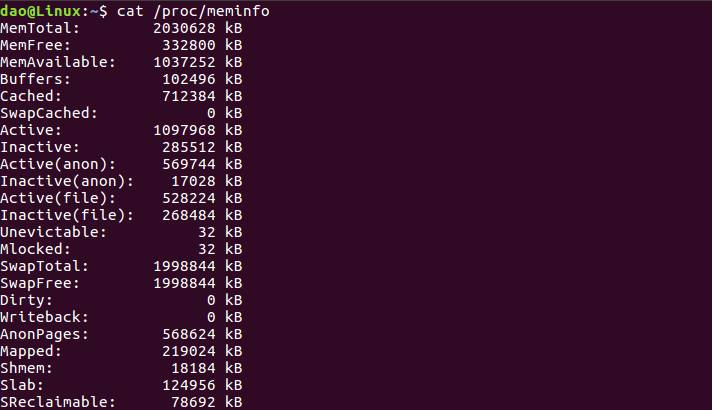 dao@Linux:~$ cat /proc/meminfo
MemTotal:        2030628 kB
MemFree:          332800 kB
MemAvailable:    1037252 kB
Buffers:          102496 kB
Cached:           712384 kB
SwapCached:            0 kB
Active:          1097968 kB
Inactive:         285512 kB
Active(anon):     569744 kB
Inactive(anon):    17028 kB
Active(file):     528224 kB
Inactive(file):   268484 kB
Unevictable:          32 kB
Mlocked:              32 kB
SwapTotal:       1998844 kB
SwapFree:        1998844 kB
Dirty:                 0 kB
Writeback:             0 kB
AnonPages:        568624 kB
Mapped:           219024 kB
Shmem:             18184 kB
Slab:             124956 kB
SReclaimable:      78692 kB